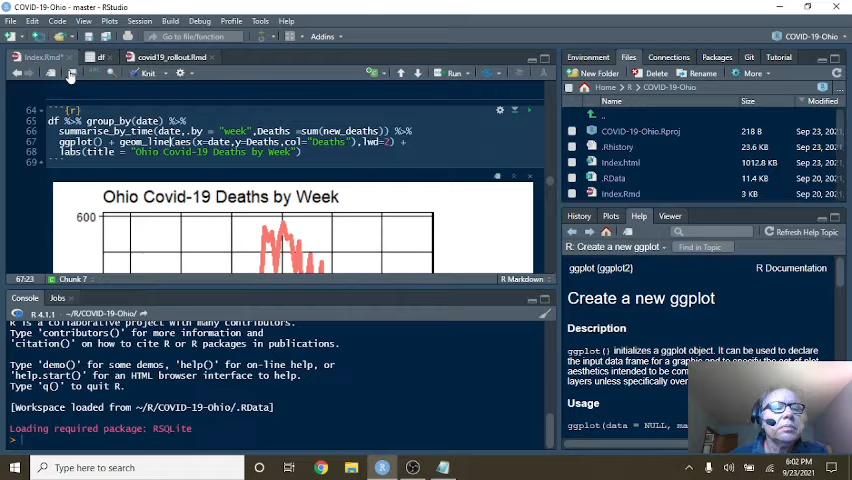 COVID-19-Ohio - master - RStudio
File Edit Code View Plots Session Build Debug Profile Tools Help
Go to file/function
Addins
COVID-19-Ohio
Index.Rmd*
df
covid19_rollout.Rmd
Knit
Run
64 ```{r}
65 df %>% group_by(date) %>%
66 summarise_by_time(date,.by = "week",Deaths =sum(new_deaths)) %>%
67 ggplot() + geom_line(aes(x=date,y=Deaths,col="Deaths"),lwd=2) +
68 labs(title = "Ohio Covid-19 Deaths by Week")
69 ```
Ohio Covid-19 Deaths by Week
600
67:23 Chunk 7 R Markdown
Console Jobs
R 4.1.1 · ~/R/COVID-19-Ohio/
R is a collaborative project with many contributors.
Type 'contributors()' for more information and
'citation()' on how to cite R or R packages in publications.
Type 'demo()' for some demos, 'help()' for on-line help, or
'help.start()' for an HTML browser interface to help.
Type 'q()' to quit R.
[Workspace loaded from ~/R/COVID-19-Ohio/.RData]
Loading required package: RSQLite
>
Environment Files Connections Packages Git Tutorial
New Folder Delete Rename More
Home R COVID-19-Ohio
Name Size Modified
..
COVID-19-Ohio.Rproj 218 B Sep 23, 2021,
.Rhistory 23.6 KB Sep 23, 2021,
Index.html 1012.8 KB Sep 23, 2021,
.RData 11.4 KB Sep 20, 2021,
Index.Rmd 3 KB Sep 23, 2021,
History Plots Help Viewer
Refresh Help Topic
R: Create a new ggplot
Find in Topic
ggplot {ggplot2} R Documentation
Create a new ggplot
Description
ggplot() initializes a ggplot object. It can be used to declare
the input data frame for a graphic and to specify the set of plot
aesthetics intended to be com
layers unless specifically over
Usage
ggplot(data = NULL, ma
Type here to search
6:02 PM
9/23/2021